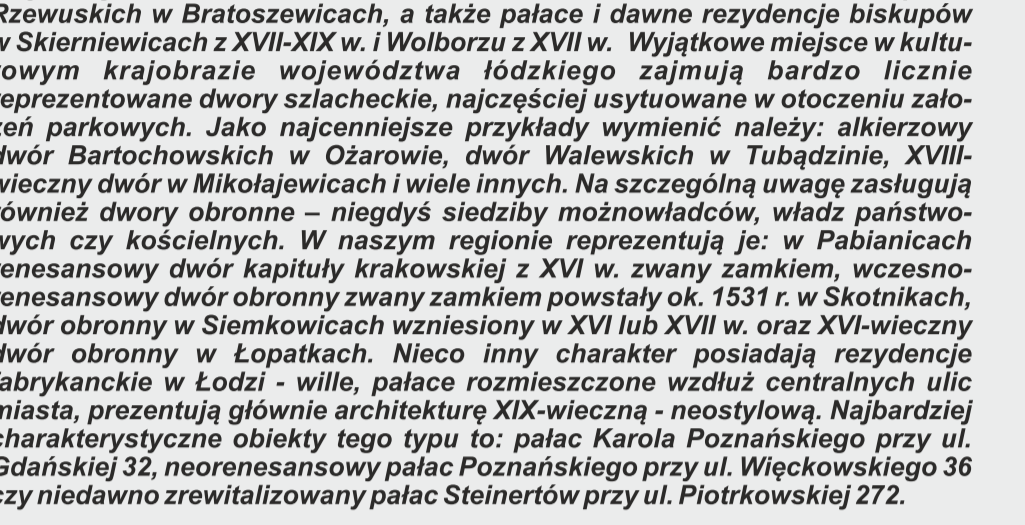 Rzewuskich w Bratoszewicach, a także pałace i dawne rezydencje biskupów
w Skierniewicach z XVII-XIX w. i Wolborzu z XVII w. Wyjątkowe miejsce w kultu-
rowym krajobrazie województwa łódzkiego zajmują bardzo licznie
reprezentowane dwory szlacheckie, najczęściej usytuowane w otoczeniu zało-
żeń parkowych. Jako najcenniejsze przykłady wymienić należy: alkierzowy
dwór Bartochowskich w Ożarowie, dwór Walewskich w Tubądzinie, XVIII-
wieczny dwór w Mikołajewicach i wiele innych. Na szczególną uwagę zasługują
również dwory obronne – niegdyś siedziby możnowładców, władz państwo-
wych czy kościelnych. W naszym regionie reprezentują je: w Pabianicach
renesansowy dwór kapituły krakowskiej z XVI w. zwany zamkiem, wczesno-
renesansowy dwór obronny zwany zamkiem powstały ok. 1531 r. w Skotnikach,
dwór obronny w Siemkowicach wzniesiony w XVI lub XVII w. oraz XVI-wieczny
dwór obronny w Łopatkach. Nieco inny charakter posiadają rezydencje
fabrykanckie w Łodzi - wille, pałace rozmieszczone wzdłuż centralnych ulic
miasta, prezentują głównie architekturę XIX-wieczną - neostylową. Najbardziej
charakterystyczne obiekty tego typu to: pałac Karola Poznańskiego przy ul.
Gdańskiej 32, neorenesansowy pałac Poznańskiego przy ul. Więckowskiego 36
czy niedawno zrewitalizowany pałac Steinertów przy ul. Piotrkowskiej 272.